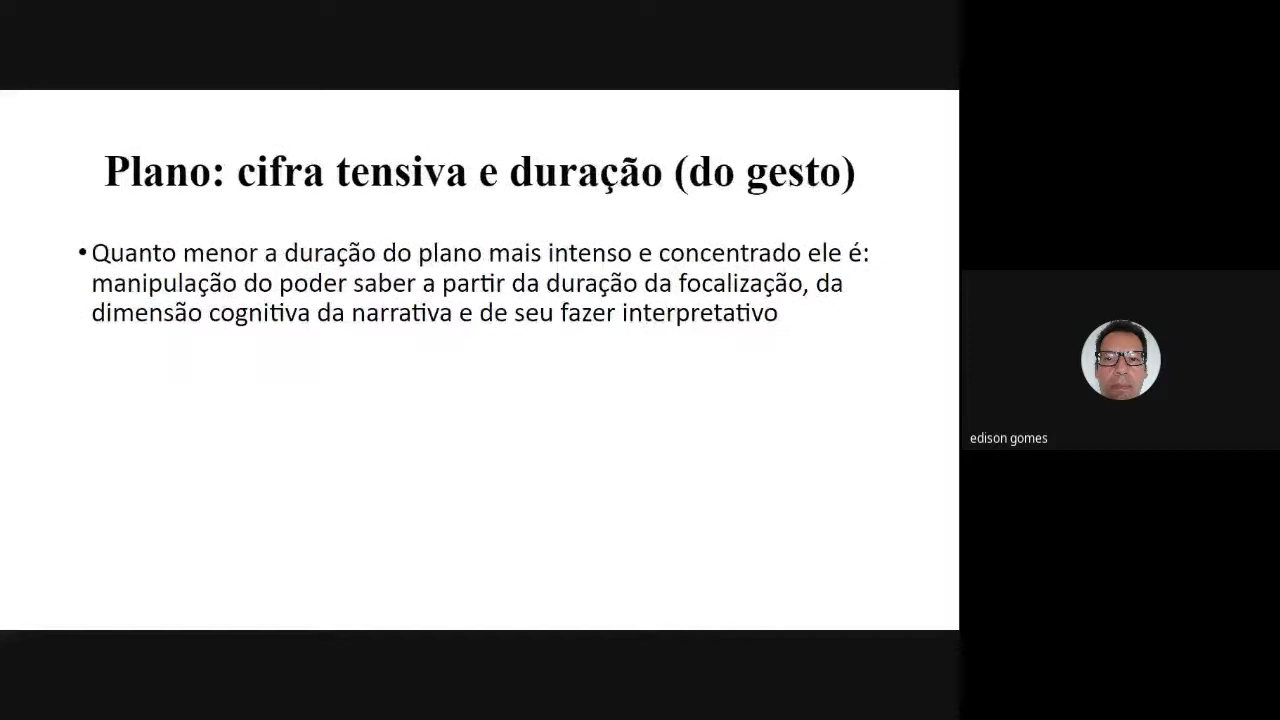 Plano: cifra tensiva e duração (do gesto)
• Quanto menor a duração do plano mais intenso e concentrado ele é:
manipulação do poder saber a partir da duração da focalização, da
dimensão cognitiva da narrativa e de seu fazer interpretativo
edison gomes